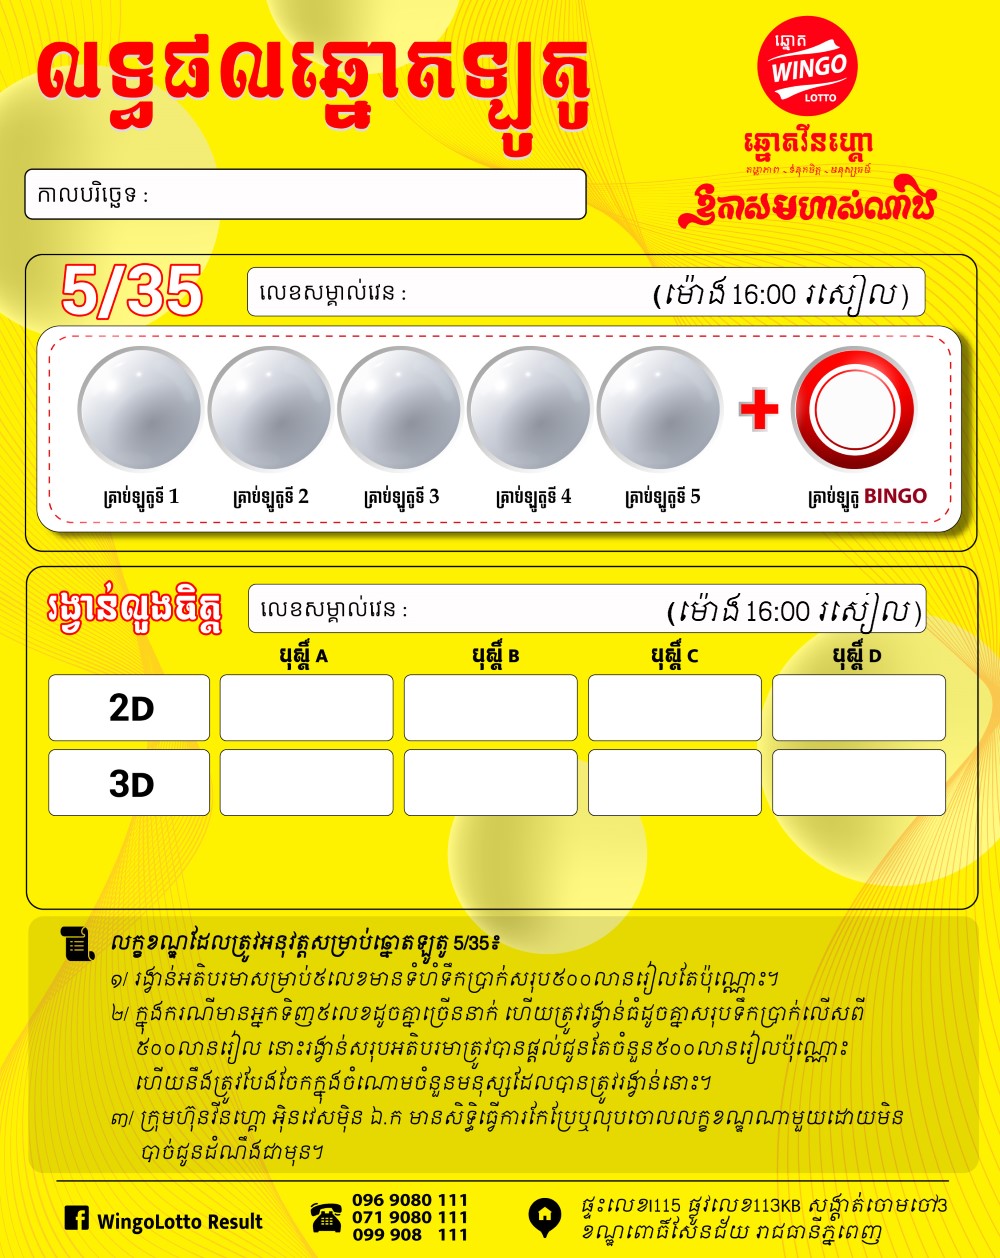 លទ្ធផលឆ្នោតឡូតូ
ឆ្នោត
WINGO
LOTTO
ឆ្នោតវីនហ្គោ
តម្លាភាព - ទំនុកចិត្ត - មនុស្សធម៌
ឱកាសមហាសំណាង
កាលបរិច្ឆេទ :
5/35
លេខសម្គាល់វេន : (ម៉ោង 16:00 រសៀល)
+
គ្រាប់ឡូតូទី 1 គ្រាប់ឡូតូទី 2 គ្រាប់ឡូតូទី 3 គ្រាប់ឡូតូទី 4 គ្រាប់ឡូតូទី 5 គ្រាប់ឡូតូ BINGO
រង្វាន់លួងចិត្ត
លេខសម្គាល់វេន : (ម៉ោង 16:00 រសៀល)
បុស្តិ៍ A បុស្តិ៍ B បុស្តិ៍ C បុស្តិ៍ D
2D
3D
លក្ខខណ្ឌដែលត្រូវអនុវត្តសម្រាប់ឆ្នោតឡូតូ 5/35៖
១/ រង្វាន់អតិបរមាសម្រាប់៥លេខមានទំហំទឹកប្រាក់សរុប៥០០លានរៀលតែប៉ុណ្ណោះ។
២/ ក្នុងករណីមានអ្នកទិញ៥លេខដូចគ្នាច្រើននាក់ ហើយត្រូវរង្វាន់ធំដូចគ្នាសរុបទឹកប្រាក់លើសពី
៥០០លានរៀល នោះរង្វាន់សរុបអតិបរមាត្រូវបានផ្តល់ជូនតែចំនួន៥០០លានរៀលប៉ុណ្ណោះ
ហើយនឹងត្រូវបែងចែកក្នុងចំណោមចំនួនមនុស្សដែលបានត្រូវរង្វាន់នោះ។
៣/ ក្រុមហ៊ុនវីនហ្គោ អ៊ិនវេសម៉ិន ឯ.ក មានសិទ្ធិធ្វើការកែប្រែឬលុបចោលលក្ខខណ្ឌណាមួយដោយមិន
បាច់ជូនដំណឹងជាមុន។
WingoLotto Result
096 9080 111
071 9080 111
099 908 111
ផ្ទះលេខI115 ផ្លូវលេខ113KB សង្កាត់ចោមចៅ3
ខណ្ឌពោធិ៍សែនជ័យ រាជធានីភ្នំពេញ